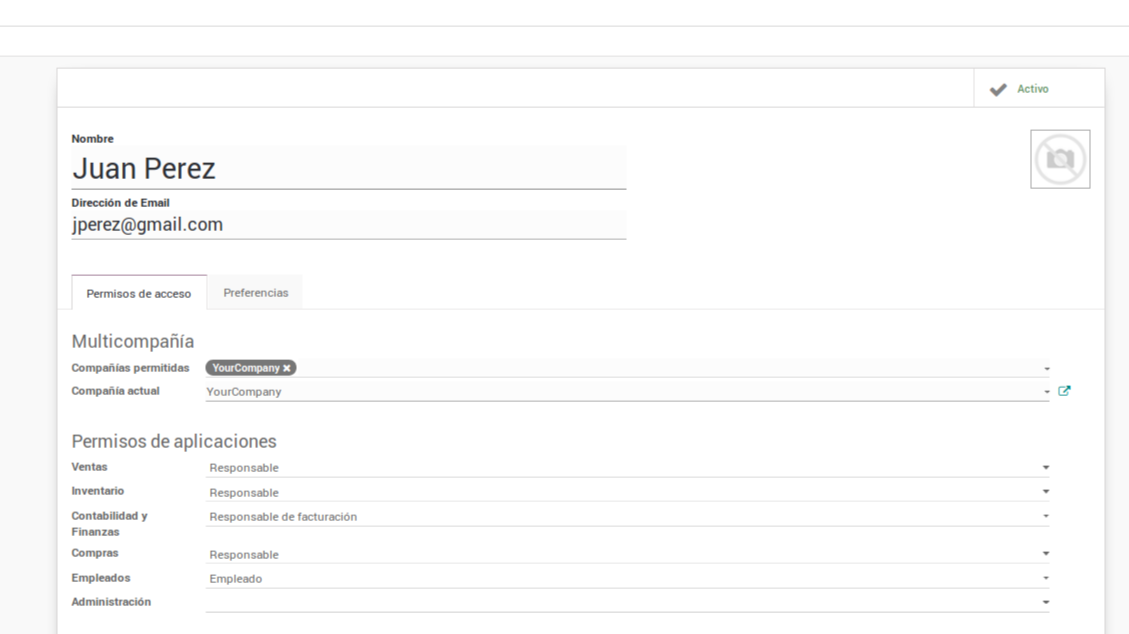 Activo
Nombre
Juan Perez
Dirección de Email
jperez@gmail.com
Permisos de acceso Preferencias
Multicompañía
Compañías permitidas YourCompany ×
Compañía actual YourCompany
Permisos de aplicaciones
Ventas Responsable
Inventario Responsable
Contabilidad y Responsable de facturación
Finanzas
Compras Responsable
Empleados Empleado
Administración